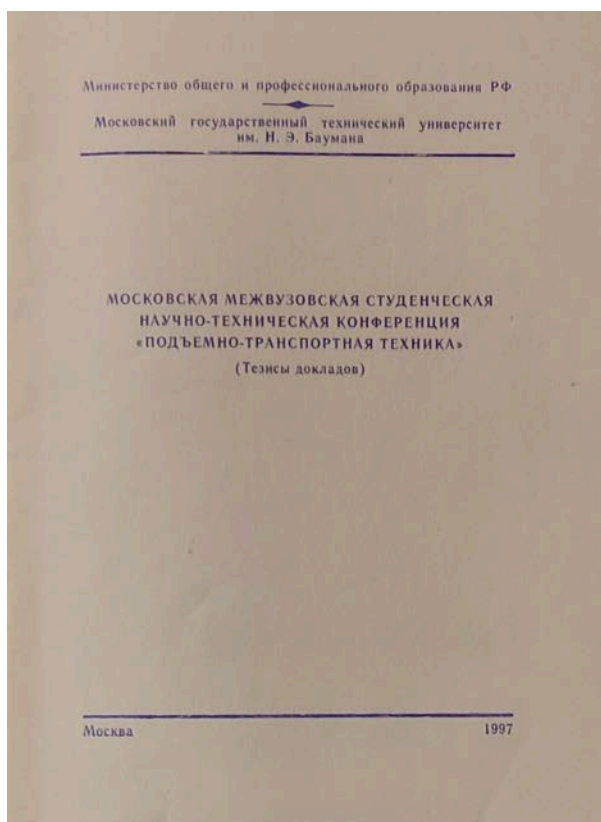 Министерство общего и профессионального образования РФ
Московский государственный технический университет
им. Н. Э. Баумана
МОСКОВСКАЯ МЕЖВУЗОВСКАЯ СТУДЕНЧЕСКАЯ
НАУЧНО-ТЕХНИЧЕСКАЯ КОНФЕРЕНЦИЯ
«ПОДЪЕМНО-ТРАНСПОРТНАЯ ТЕХНИКА»
(Тезисы докладов)
Москва 1997